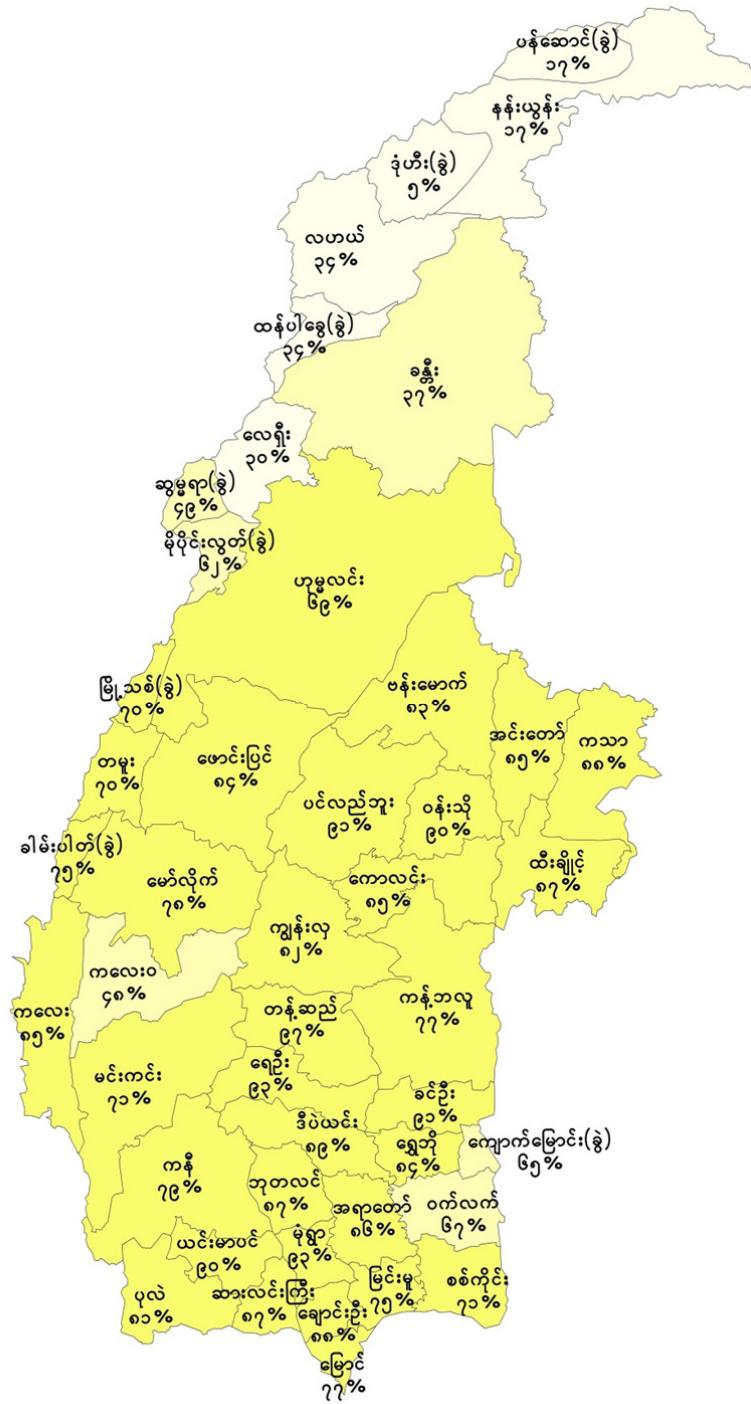 ပန်ဆောင်(ခွဲ)
၁၇%
နန်းယွန်း
၁၇%
ဒုံဟီး(ခွဲ)
၅%
လဟယ်
၃၄%
ထန်ပါခွေ(ခွဲ)
၃၄%
ခန္တီး
၃၇%
လေရှီး
၃၀%
ဆွမ္မရာ(ခွဲ)
၄၉%
မိုပိုင်းလွတ်(ခွဲ)
၆၂%
ဟုမ္မလင်း
၆၉%
ဗန်းမောက်
၈၃%
မြို့သစ်(ခွဲ)
၇၀%
အင်းတော်
၈၅%
ကသာ
၈၈%
တမူး
၇၀%
ဖောင်းပြင်
၈၄%
ပင်လည်ဘူး
၉၁%
ဝန်းသို
၉၀%
ခါမ်းပါတ်(ခွဲ)
၇၅%
မော်လိုက်
၇၈%
ကောလင်း
၈၅%
ထီးချိုင့်
၈၇%
ကျွန်းလှ
၈၂%
ကလေးဝ
၄၈%
ကလေး
၈၅%
တန့်ဆည်
၉၇%
ကန့်ဘလူ
၇၇%
မင်းကင်း
၇၁%
ရေဦး
၉၃%
ခင်ဦး
၉၁%
ဒီပဲယင်း
၈၉%
ရွှေဘို
၈၄%
ကျောက်မြောင်း(ခွဲ)
၆၅%
ကနီ
၇၉%
ဘုတလင်
၈၇%
အရာတော်
၈၆%
ဝက်လက်
၆၇%
ယင်းမာပင်
၉၀%
မုံရွာ
၉၃%
မြင်းမူ
၇၅%
စစ်ကိုင်း
၇၁%
ပုလဲ
၈၁%
ဆားလင်းကြီး
၈၇%
ချောင်းဦး
၈၈%
မြောင်
၇၇%